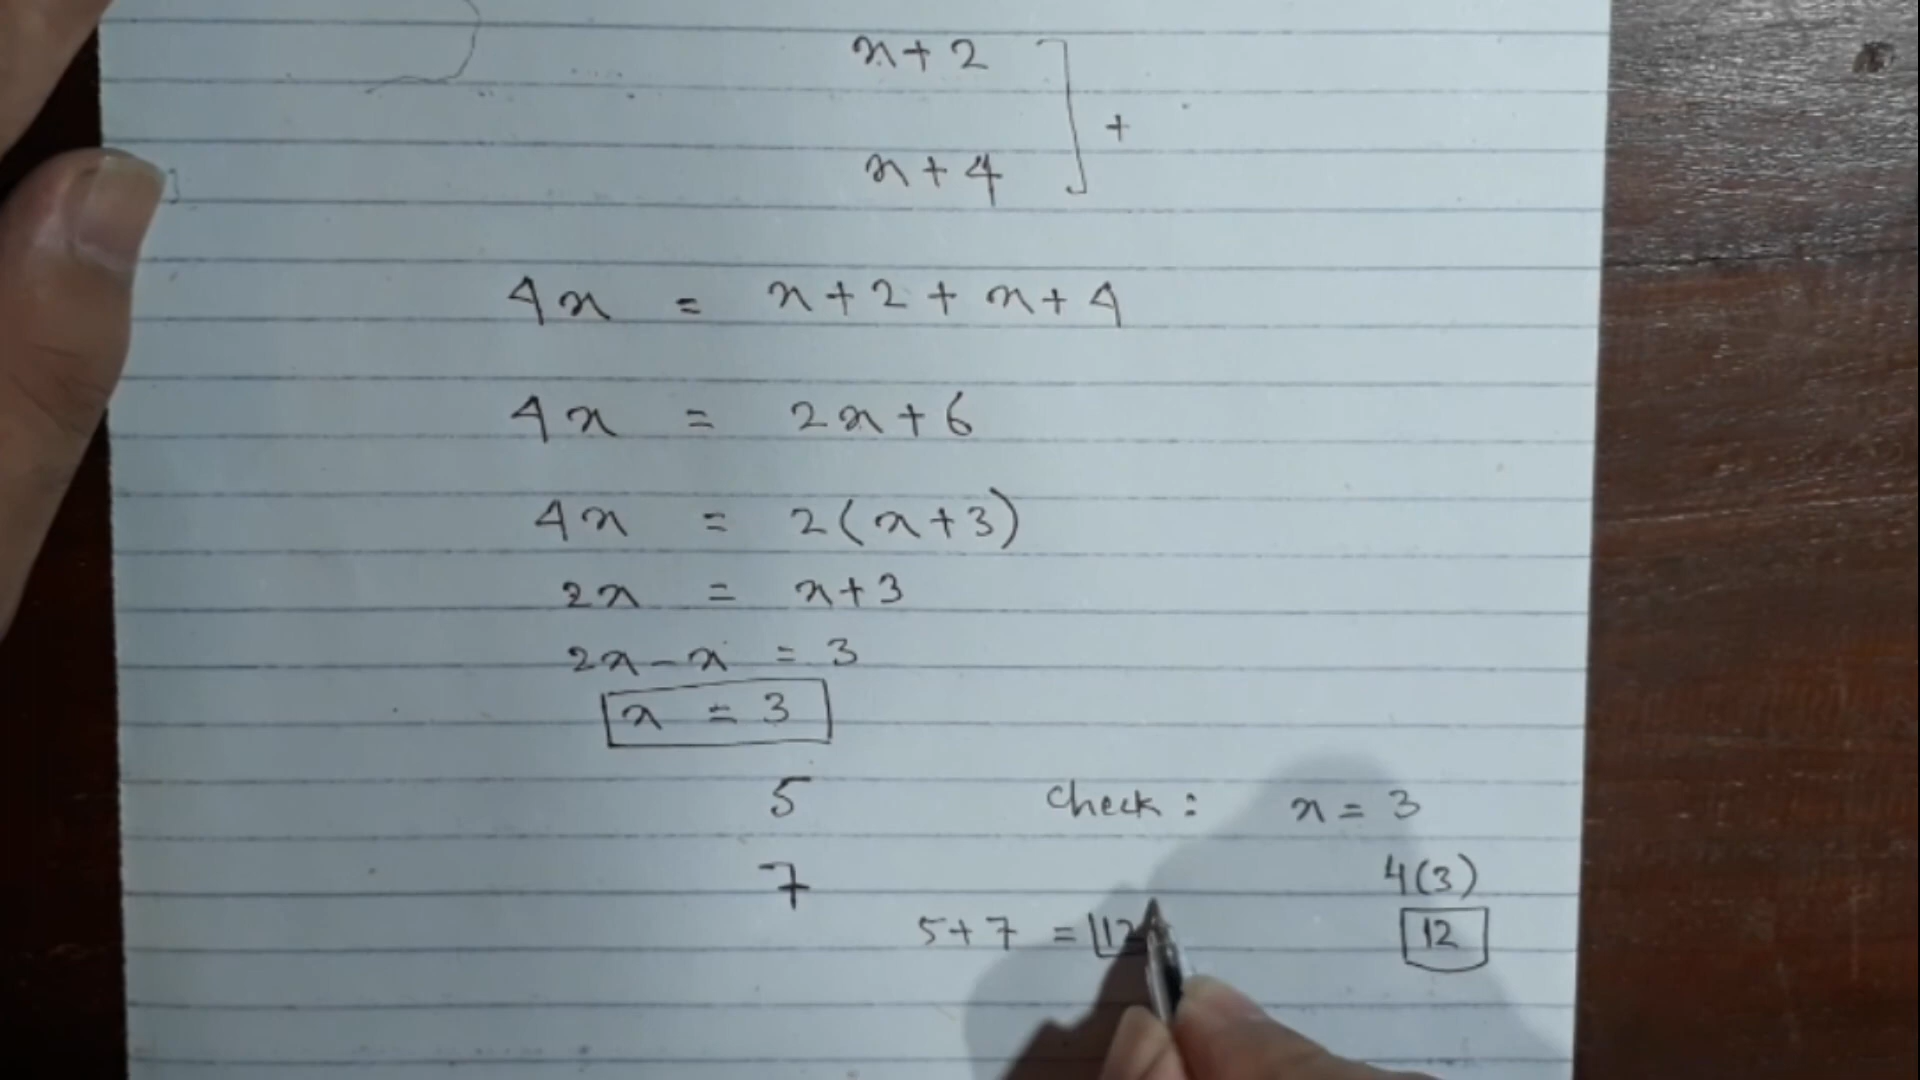 x+2
+
x+4
4x = x+2+x+4
4x = 2x+6
4x = 2(x+3)
2x = x+3
2x-x = 3
x = 3
5
check: x = 3
7
4(3)
5+7 = 12
12